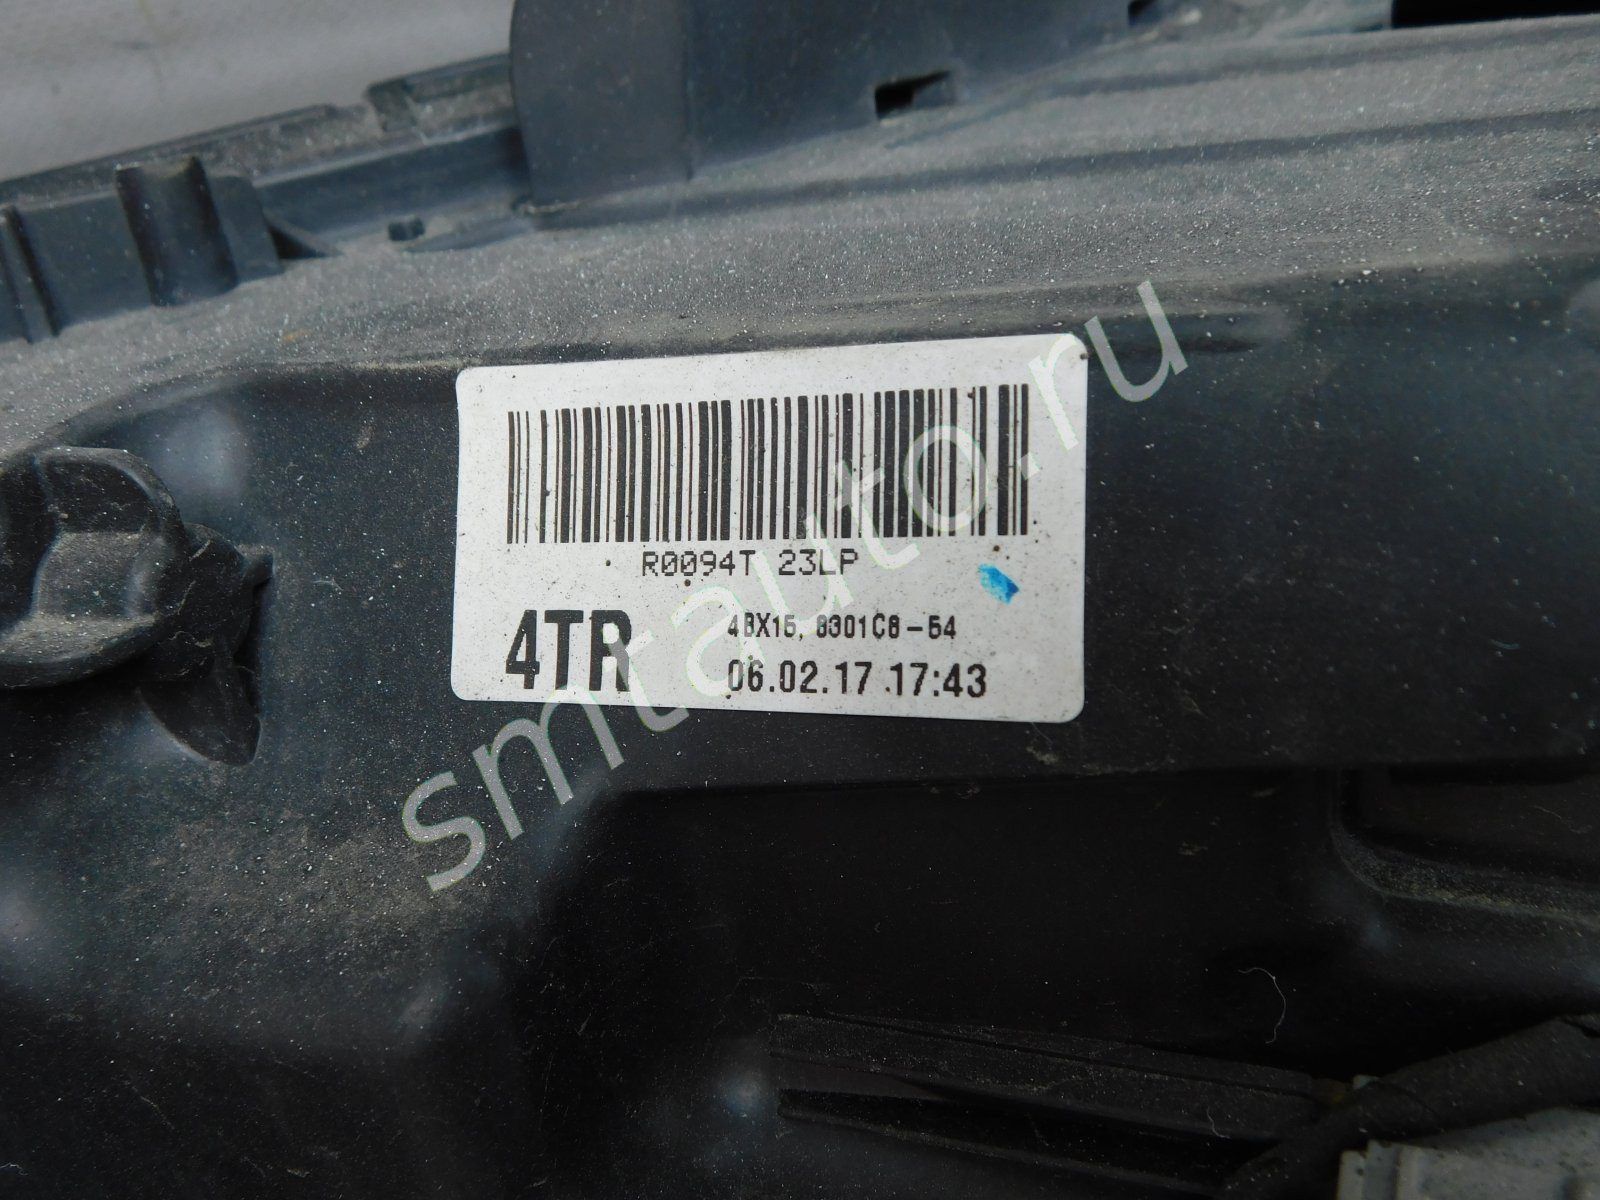 R0094T 23LP
4TR
4BX15, 8301C8-54
06.02.17 17:43
smtauto.ru